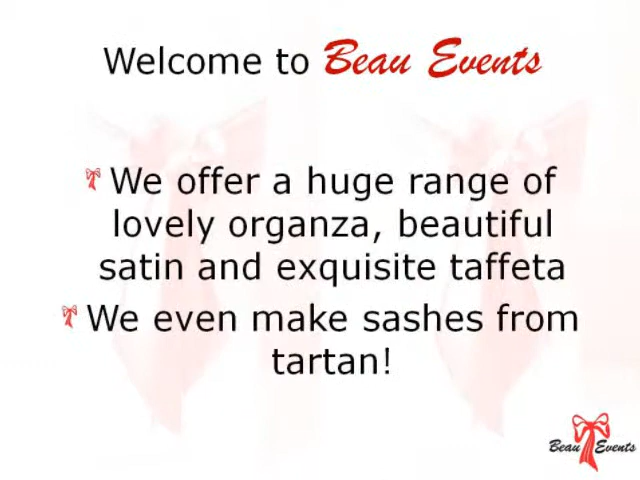 Welcome to Beau Events
We offer a huge range of
lovely organza, beautiful
satin and exquisite taffeta
We even make sashes from
tartan!
Beau Events